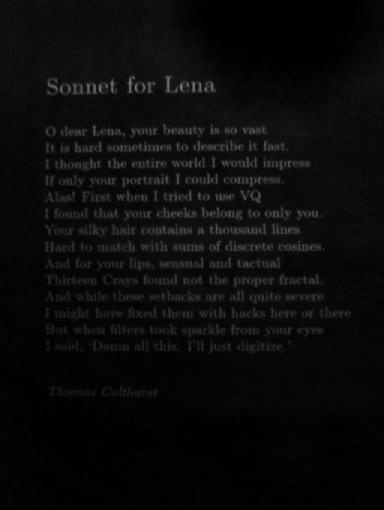 Sonnet for Lena
O dear Lena, your beauty is so vast
It is hard sometimes to describe it fast.
I thought the entire world I would impress
If only your portrait I could compress.
Alas! First when I tried to use VQ
I found that your cheeks belong to only you.
Your silky hair contains a thousand lines
Hard to match with sums of discrete cosines.
And for your lips, sensual and tactual
Thirteen Crays found not the proper fractal.
And while these setbacks are all quite severe
I might have fixed them with hacks here or there
But when filters took sparkle from your eyes
I said, 'Damn all this. I'll just digitize.'
Thomas Colthurst